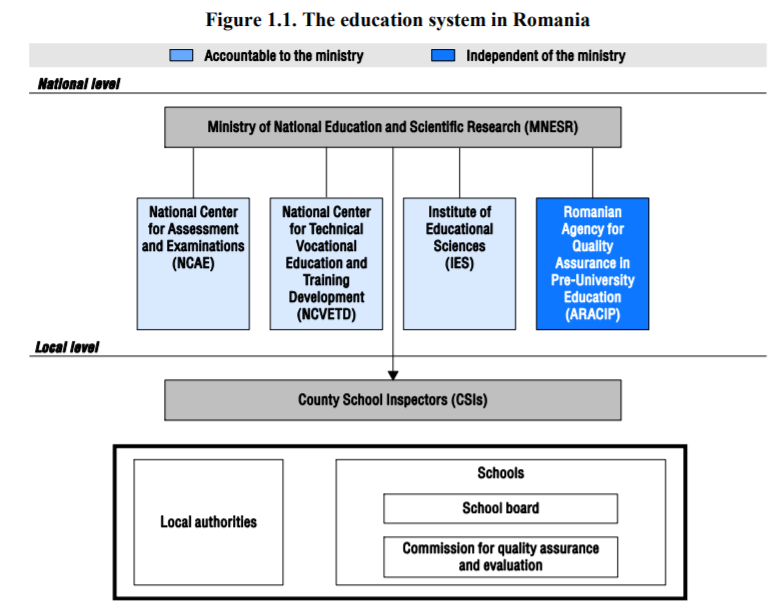 Figure 1.1. The education system in Romania
Accountable to the ministry
Independent of the ministry
National level
Ministry of National Education and Scientific Research (MNESR)
National Center
for Assessment
and Examinations
(NCAE)
National Center
for Technical
Vocational
Education and
Training
Development
(NCVETD)
Institute of
Educational
Sciences
(IES)
Romanian
Agency for
Quality
Assurance in
Pre-University
Education
(ARACIP)
Local level
County School Inspectors (CSIs)
Local authorities
Schools
School board
Commission for quality assurance
and evaluation